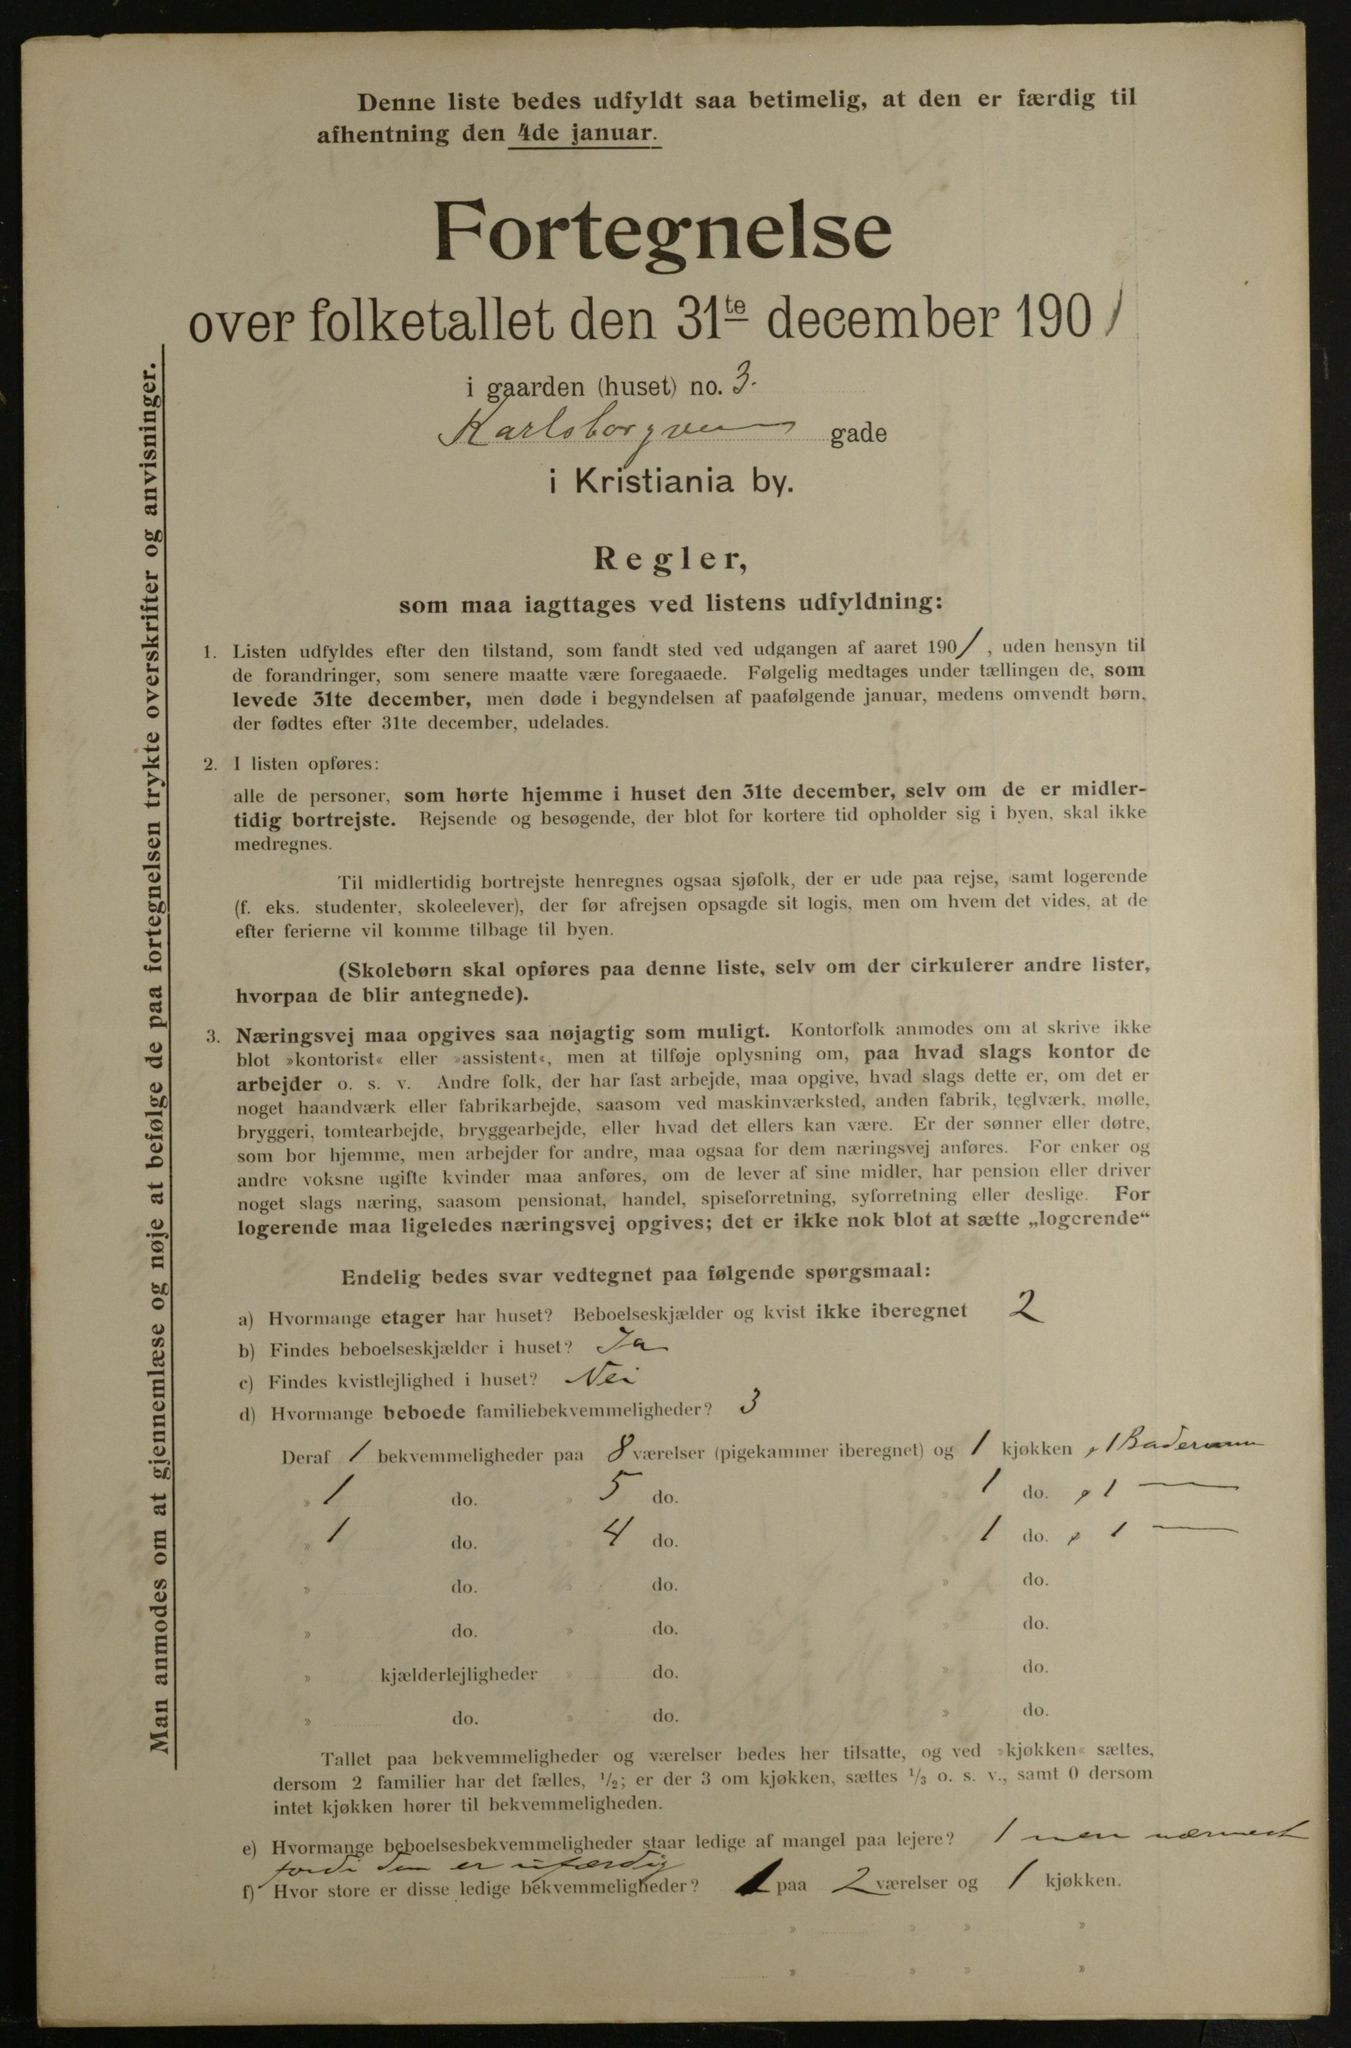 Denne liste bedes udfyldt saa betimelig, at den er færdig til
afhentning den 4de januar.
Fortegnelse
over folketallet den 31te december 1901
i gaarden (huset) no. 3.
Karlsborgveien gade
i Kristiania by.
Regler,
som maa iagttages ved listens udfyldning:
1. Listen udfyldes efter den tilstand, som fandt sted ved udgangen af aaret 1901, uden hensyn til
de forandringer, som senere maatte være foregaaede. Følgelig medtages under tællingen de, som
levede 31te december, men døde i begyndelsen af paafølgende januar, medens omvendt børn,
der fødtes efter 31te december, udelades.
2. I listen opføres:
alle de personer, som hørte hjemme i huset den 31te december, selv om de er midler-
tidig bortrejste. Rejsende og besøgende, der blot for kortere tid opholder sig i byen, skal ikke
medregnes.
Til midlertidig bortrejste henregnes ogsaa sjøfolk, der er ude paa rejse, samt logerende
(f. eks. studenter, skoleelever), der før afrejsen opsagde sit logis, men om hvem det vides, at de
efter ferierne vil komme tilbage til byen.
(Skolebørn skal opføres paa denne liste, selv om der cirkulerer andre lister,
hvorpaa de blir antegnede).
3. Næringsvej maa opgives saa nøjagtig som muligt. Kontorfolk anmodes om at skrive ikke
blot »kontorist« eller »assistent«, men at tilføje oplysning om, paa hvad slags kontor de
arbejder o. s. v. Andre folk, der har fast arbejde, maa opgive, hvad slags dette er, om det er
noget haandværk eller fabrikarbejde, saasom ved maskinværksted, anden fabrik, teglværk, mølle,
bryggeri, tomtearbejde, bryggearbejde, eller hvad det ellers kan være. Er der sønner eller døtre,
som bor hjemme, men arbejder for andre, maa ogsaa for dem næringsvej anføres. For enker og
andre voksne ugifte kvinder maa anføres, om de lever af sine midler, har pension eller driver
noget slags næring, saasom pensionat, handel, spiseforretning, syforretning eller deslige. For
logerende maa ligeledes næringsvej opgives; det er ikke nok blot at sætte „logerende“
Endelig bedes svar vedtegnet paa følgende spørgsmaal:
a) Hvormange etager har huset? Beboelseskjælder og kvist ikke iberegnet 2
b) Findes beboelseskjælder i huset? Ja
c) Findes kvistlejlighed i huset? Nei
d) Hvormange beboede familiebekvemmeligheder? 3
Deraf 1 bekvemmeligheder paa 8 værelser (pigekammer iberegnet) og 1 kjøkken & 1 Baderum
» 1 do. » 5 do. » 1 do. & 1 —
» 1 do. » 4 do. » 1 do. & 1 —
» do. » do. » do.
» do. » do. » do.
» kjælderlejligheder » do. » do.
» do. » do. » do.
Tallet paa bekvemmeligheder og værelser bedes her tilsatte, og ved »kjøkken« sættes,
dersom 2 familier har det fælles, 1/2; er der 3 om kjøkken, sættes 1/3 o. s. v., samt 0 dersom
intet kjøkken hører til bekvemmeligheden.
e) Hvormange beboelsesbekvemmeligheder staar ledige af mangel paa lejere? 1 men nærmest
fordi den er ufærdig
f) Hvor store er disse ledige bekvemmeligheder? 1 paa 2 værelser og 1 kjøkken.
» » » »
» » » »
Man anmodes om at gjennemlæse og nøje at befølge de paa fortegnelsen trykte overskrifter og anvisninger.